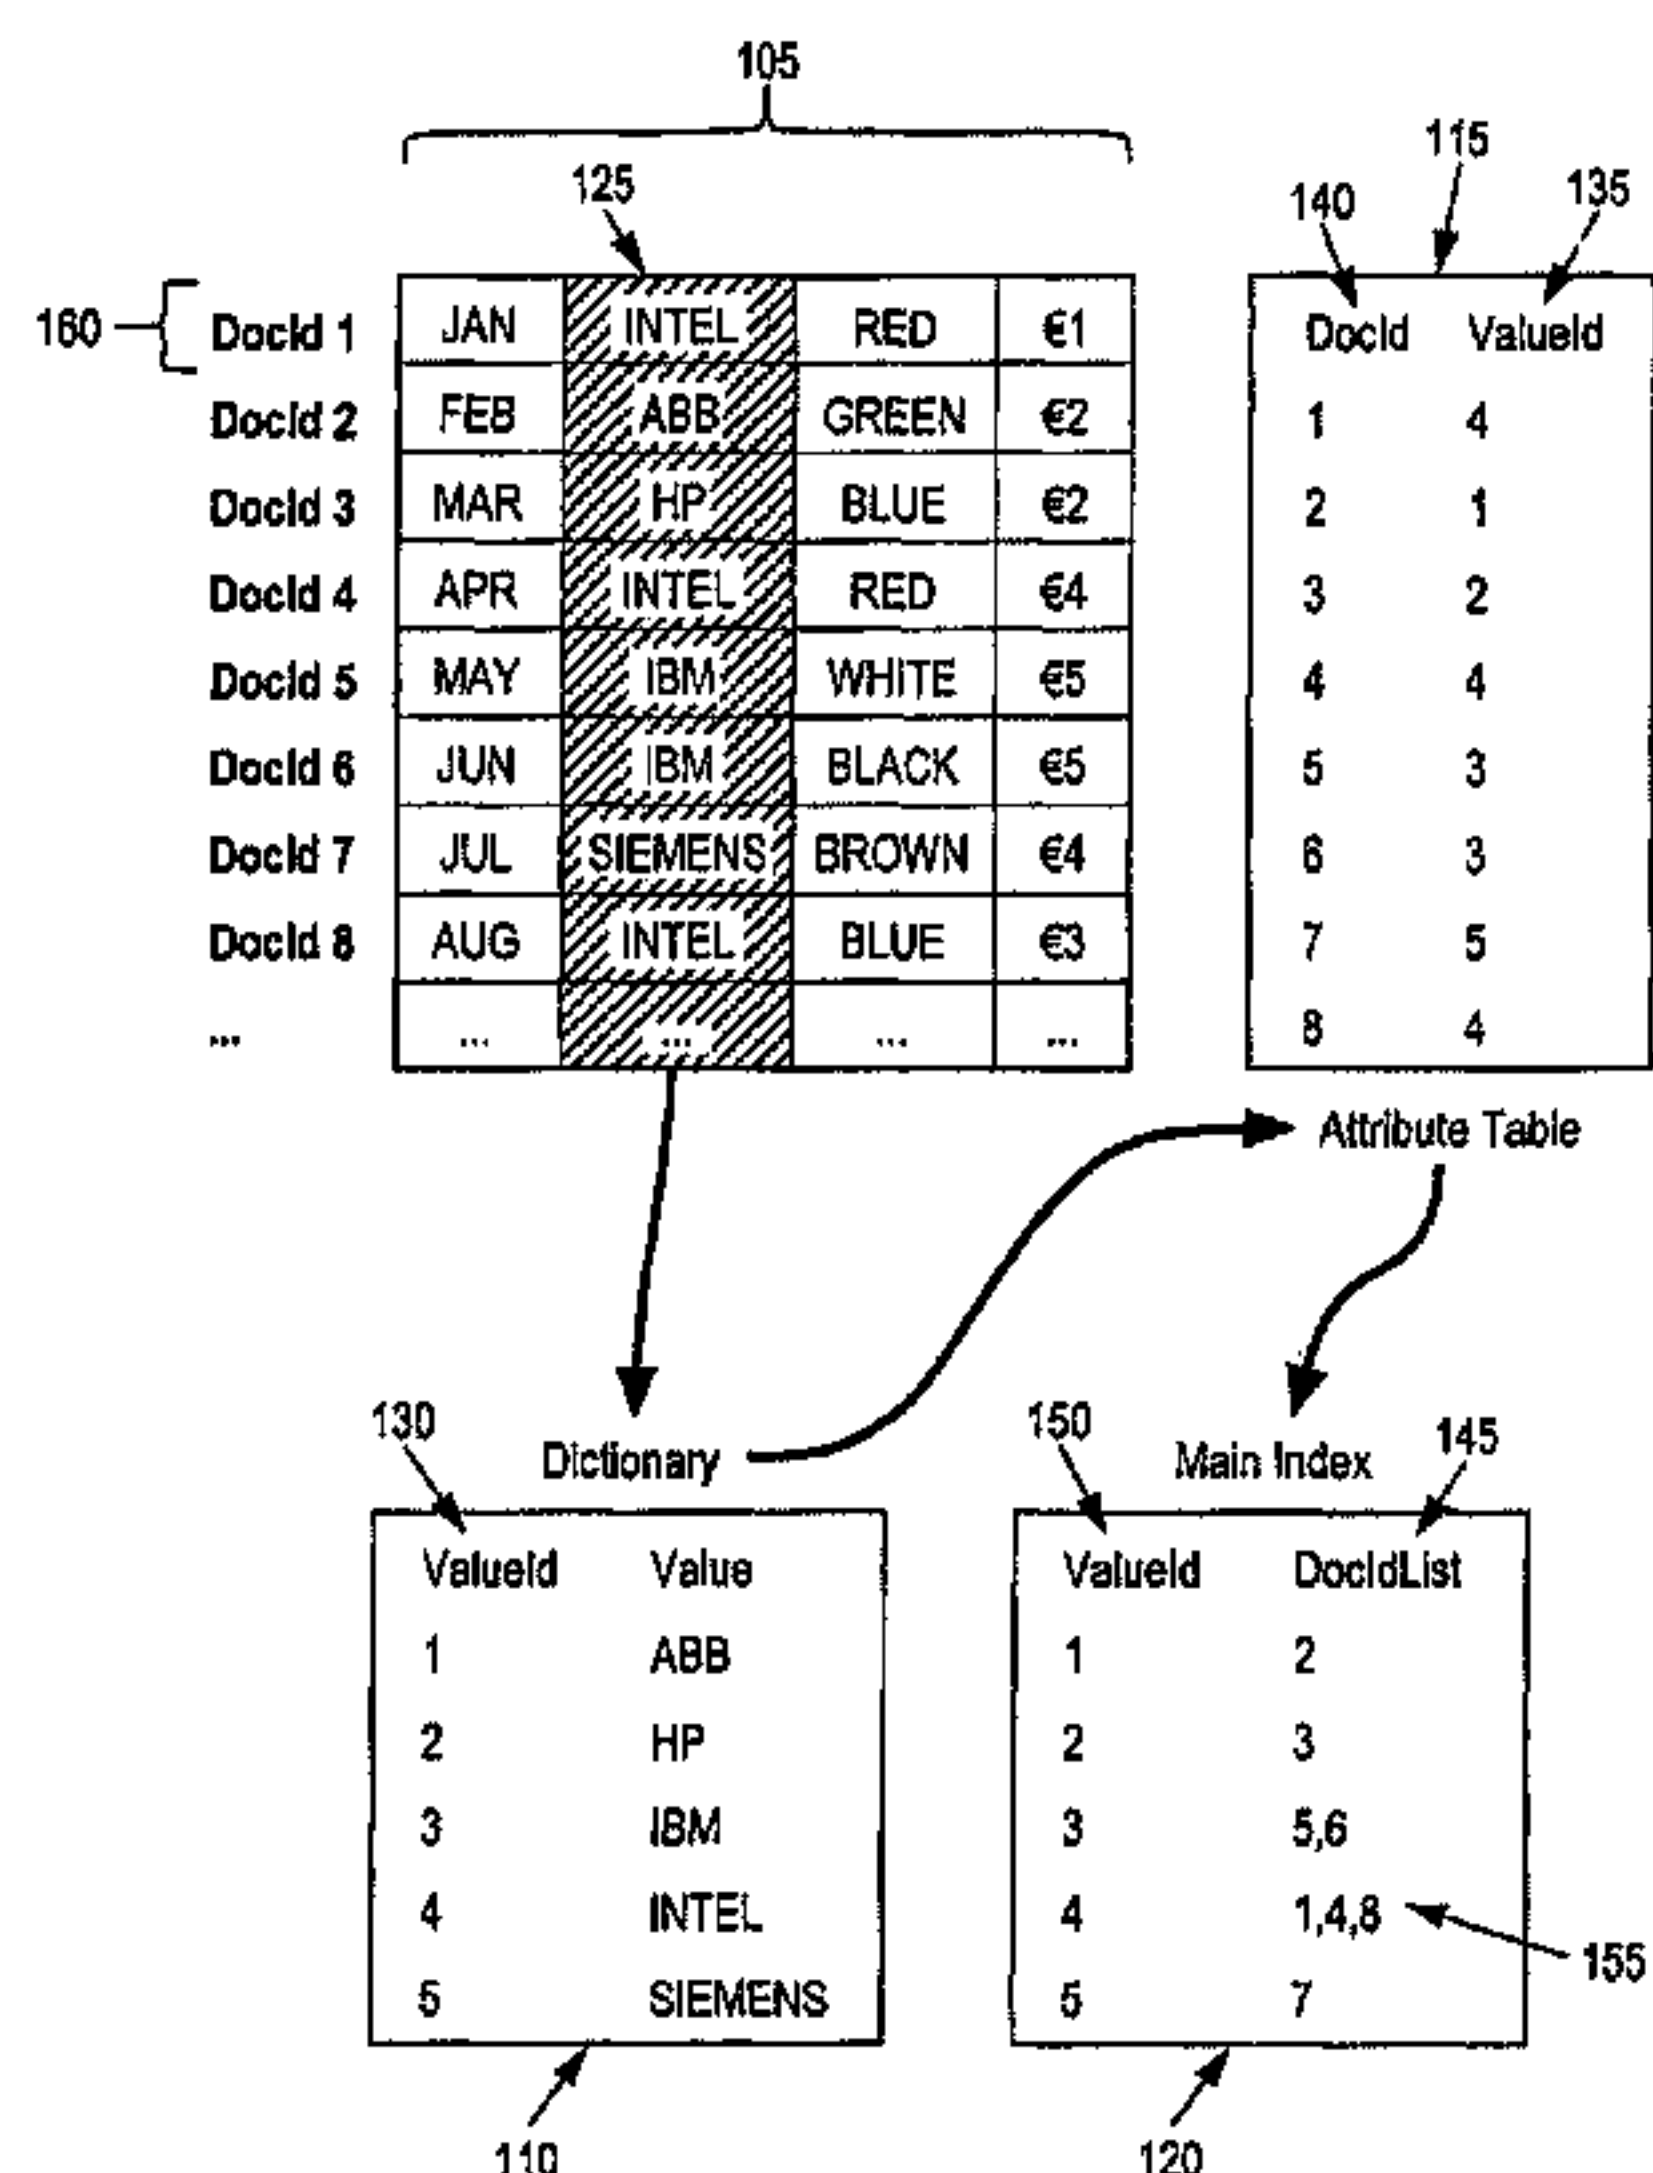 105
125
115
140
135
160
DocId 1 JAN INTEL RED €1
DocId 2 FEB ABB GREEN €2
DocId 3 MAR HP BLUE €2
DocId 4 APR INTEL RED €4
DocId 5 MAY IBM WHITE €5
DocId 6 JUN IBM BLACK €5
DocId 7 JUL SIEMENS BROWN €4
DocId 8 AUG INTEL BLUE €3
... ... ... ... ...
DocId ValueId
1 4
2 1
3 2
4 4
5 3
6 3
7 5
8 4
Attribute Table
130
Dictionary
ValueId Value
1 ABB
2 HP
3 IBM
4 INTEL
5 SIEMENS
110
150
Main Index
145
ValueId DocIdList
1 2
2 3
3 5,6
4 1,4,8
5 7
155
120